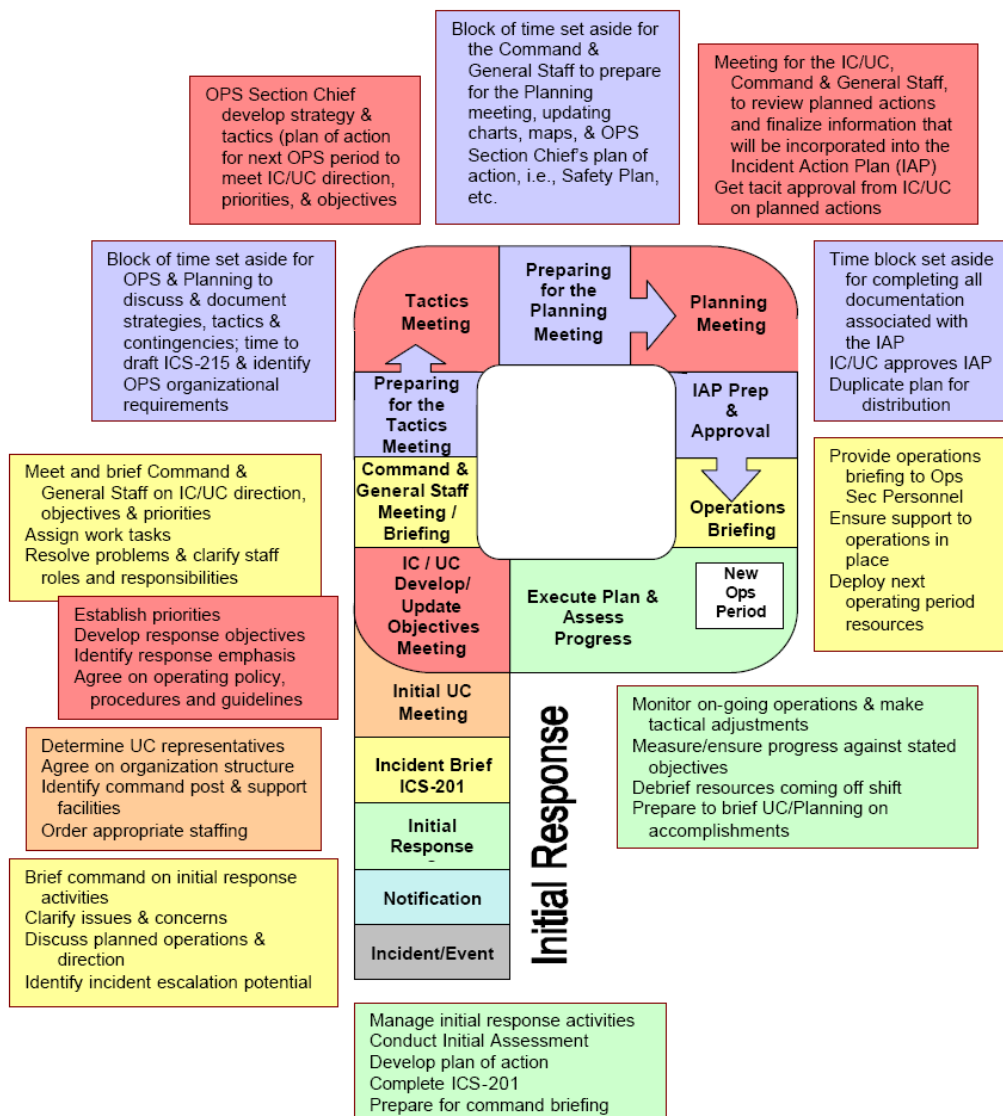 Block of time set aside for
the Command &
General Staff to prepare
for the Planning
meeting, updating
charts, maps, & OPS
Section Chief's plan of
action, i.e., Safety Plan,
etc.
OPS Section Chief
develop strategy &
tactics (plan of action
for next OPS period to
meet IC/UC direction,
priorities, & objectives
Meeting for the IC/UC,
Command & General Staff,
to review planned actions
and finalize information that
will be incorporated into the
Incident Action Plan (IAP)
Get tacit approval from IC/UC
on planned actions
Block of time set aside for
OPS & Planning to
discuss & document
strategies, tactics &
contingencies; time to
draft ICS-215 & identify
OPS organizational
requirements
Tactics
Meeting
Preparing
for the
Planning
Meeting
Planning
Meeting
Time block set aside
for completing all
documentation
associated with
the IAP
IC/UC approves IAP
Duplicate plan for
distribution
Preparing
for the
Tactics
Meeting
IAP Prep
&
Approval
Meet and brief Command &
General Staff on IC/UC direction,
objectives & priorities
Assign work tasks
Resolve problems & clarify staff
roles and responsibilities
Command &
General Staff
Meeting /
Briefing
Operations
Briefing
Provide operations
briefing to Ops
Sec Personnel
Ensure support to
operations in
place
Deploy next
operating period
resources
Establish priorities
Develop response objectives
Identify response emphasis
Agree on operating policy,
procedures and guidelines
IC / UC
Develop/
Update
Objectives
Meeting
Execute Plan &
Assess
Progress
New
Ops
Period
Initial UC
Meeting
Determine UC representatives
Agree on organization structure
Identify command post & support
facilities
Order appropriate staffing
Incident Brief
ICS-201
Initial
Response
Notification
Incident/Event
Initial Response
Monitor on-going operations & make
tactical adjustments
Measure/ensure progress against stated
objectives
Debrief resources coming off shift
Prepare to brief UC/Planning on
accomplishments
Brief command on initial response
activities
Clarify issues & concerns
Discuss planned operations &
direction
Identify incident escalation potential
Manage initial response activities
Conduct Initial Assessment
Develop plan of action
Complete ICS-201
Prepare for command briefing